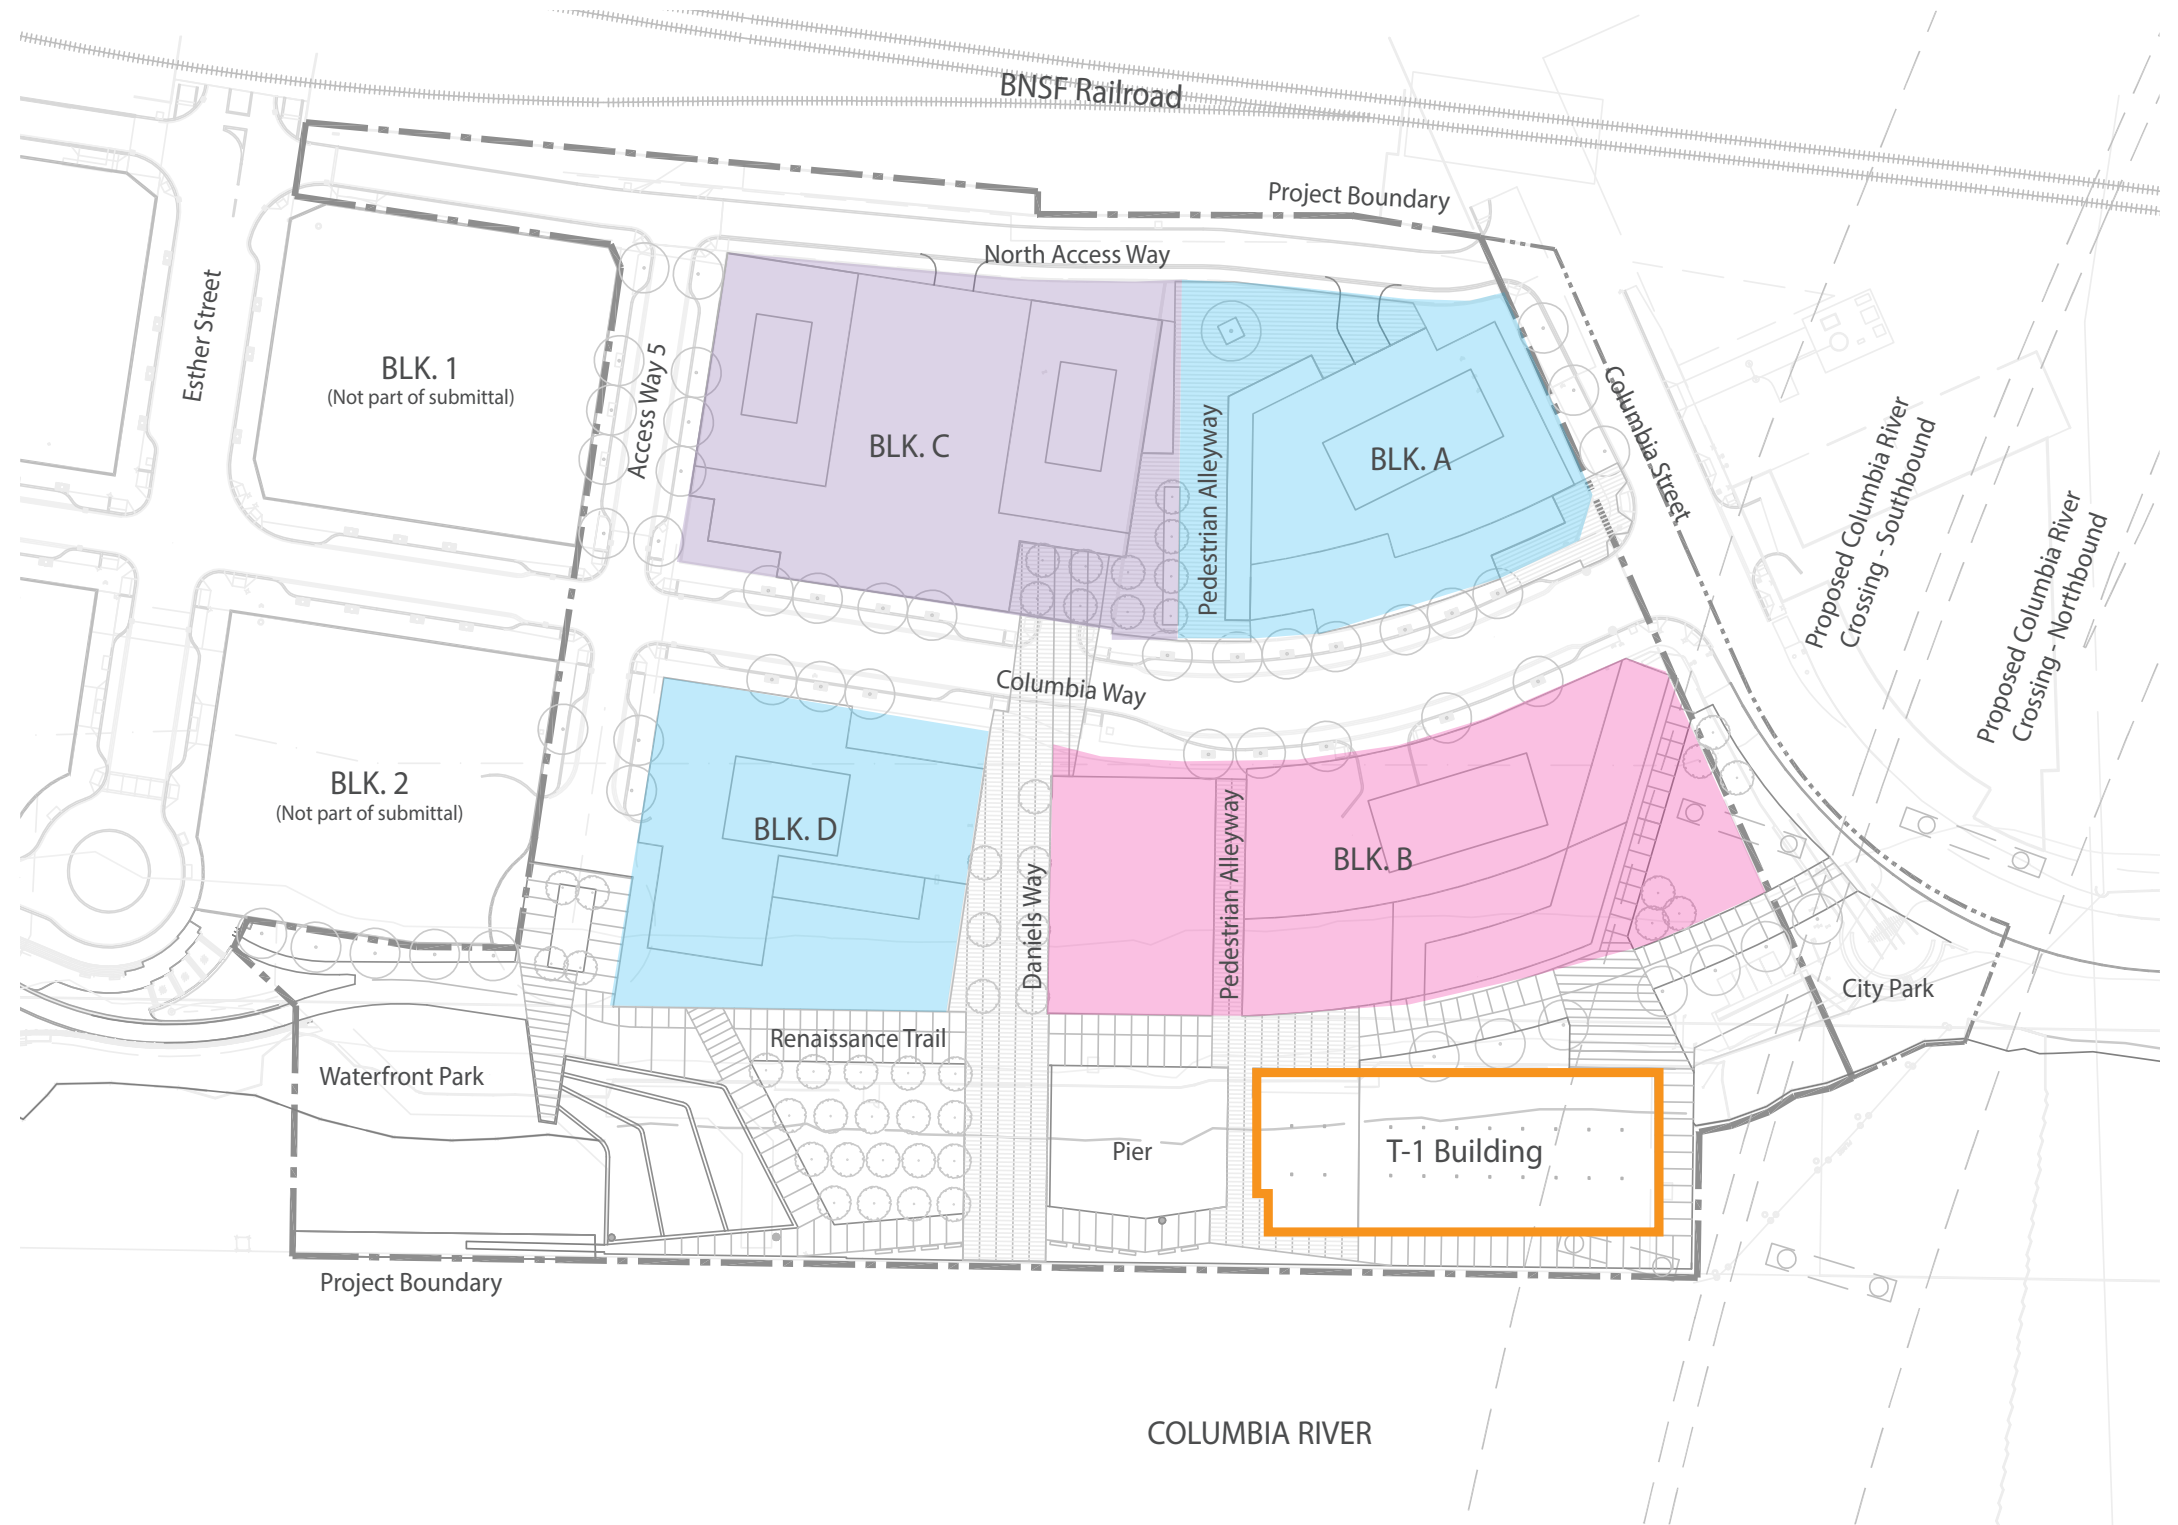 BNSF Railroad
Project Boundary
North Access Way
Esther Street
BLK. 1
(Not part of submittal)
Access Way 5
BLK. C
Pedestrian Alleyway
BLK. A
Columbia Street
Proposed Columbia River
Crossing - Southbound
Proposed Columbia River
Crossing - Northbound
Columbia Way
BLK. 2
(Not part of submittal)
BLK. D
Daniels Way
Pedestrian Alleyway
BLK. B
City Park
Renaissance Trail
Waterfront Park
Pier
T-1 Building
Project Boundary
COLUMBIA RIVER